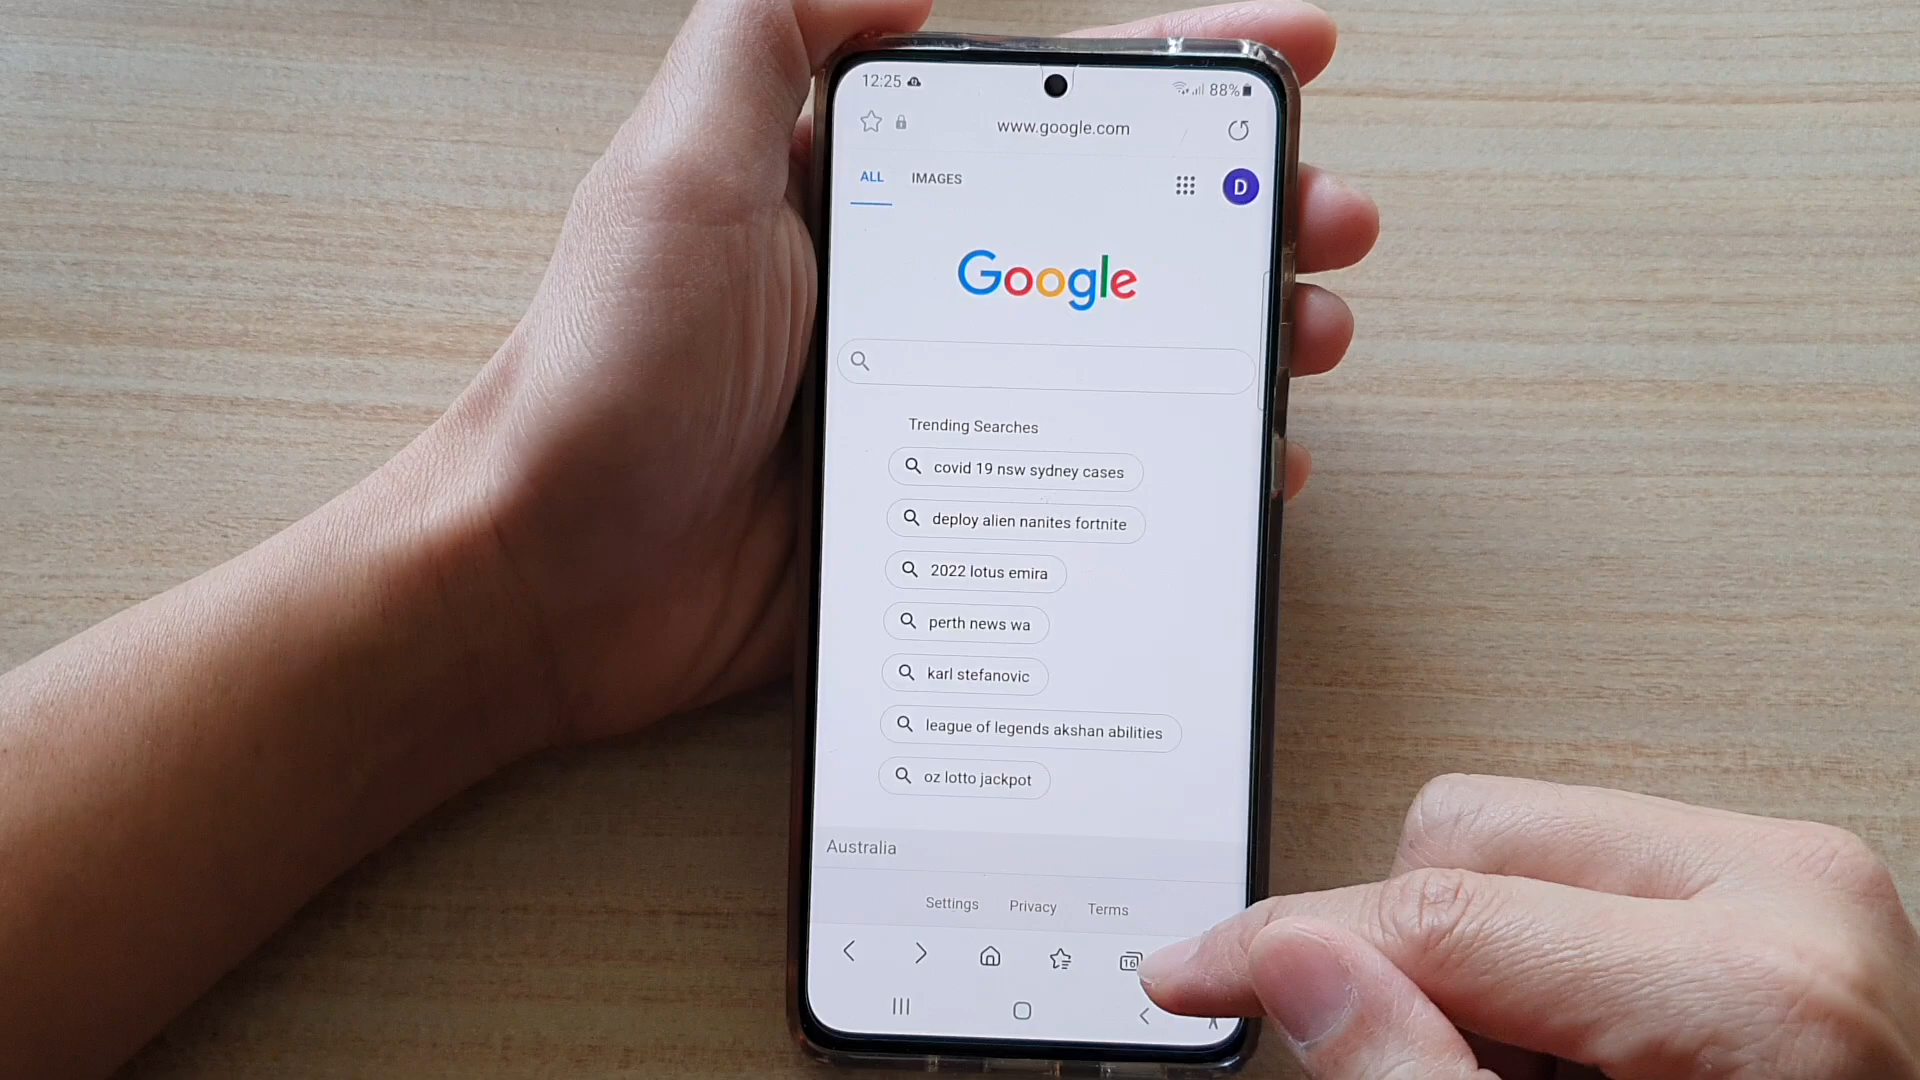 12:25
88%
www.google.com
ALL IMAGES
D
Google
Trending Searches
covid 19 nsw sydney cases
deploy alien nanites fortnite
2022 lotus emira
perth news wa
karl stefanovic
league of legends akshan abilities
oz lotto jackpot
Australia
Settings Privacy Terms
16